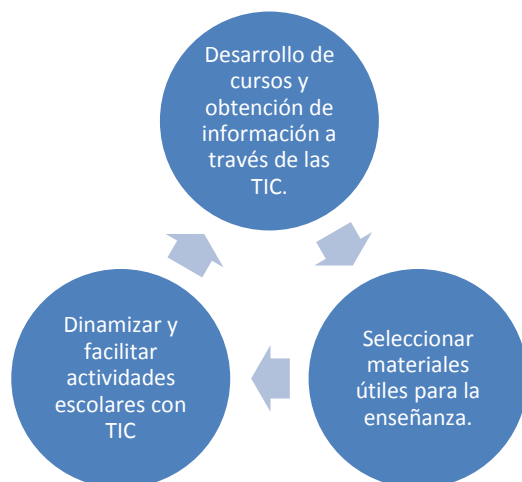 Desarrollo de
cursos y
obtención de
información a
través de las
TIC.
Seleccionar
materiales
útiles para la
enseñanza.
Dinamizar y
facilitar
actividades
escolares con
TIC